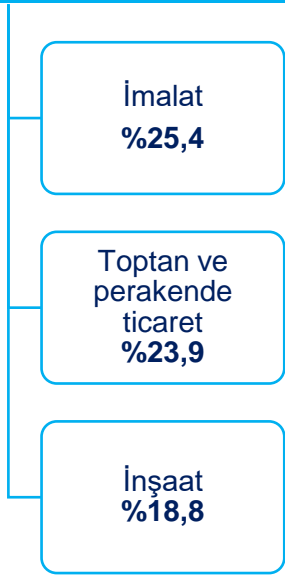 İmalat
%25,4
Toptan ve
perakende
ticaret
%23,9
İnşaat
%18,8